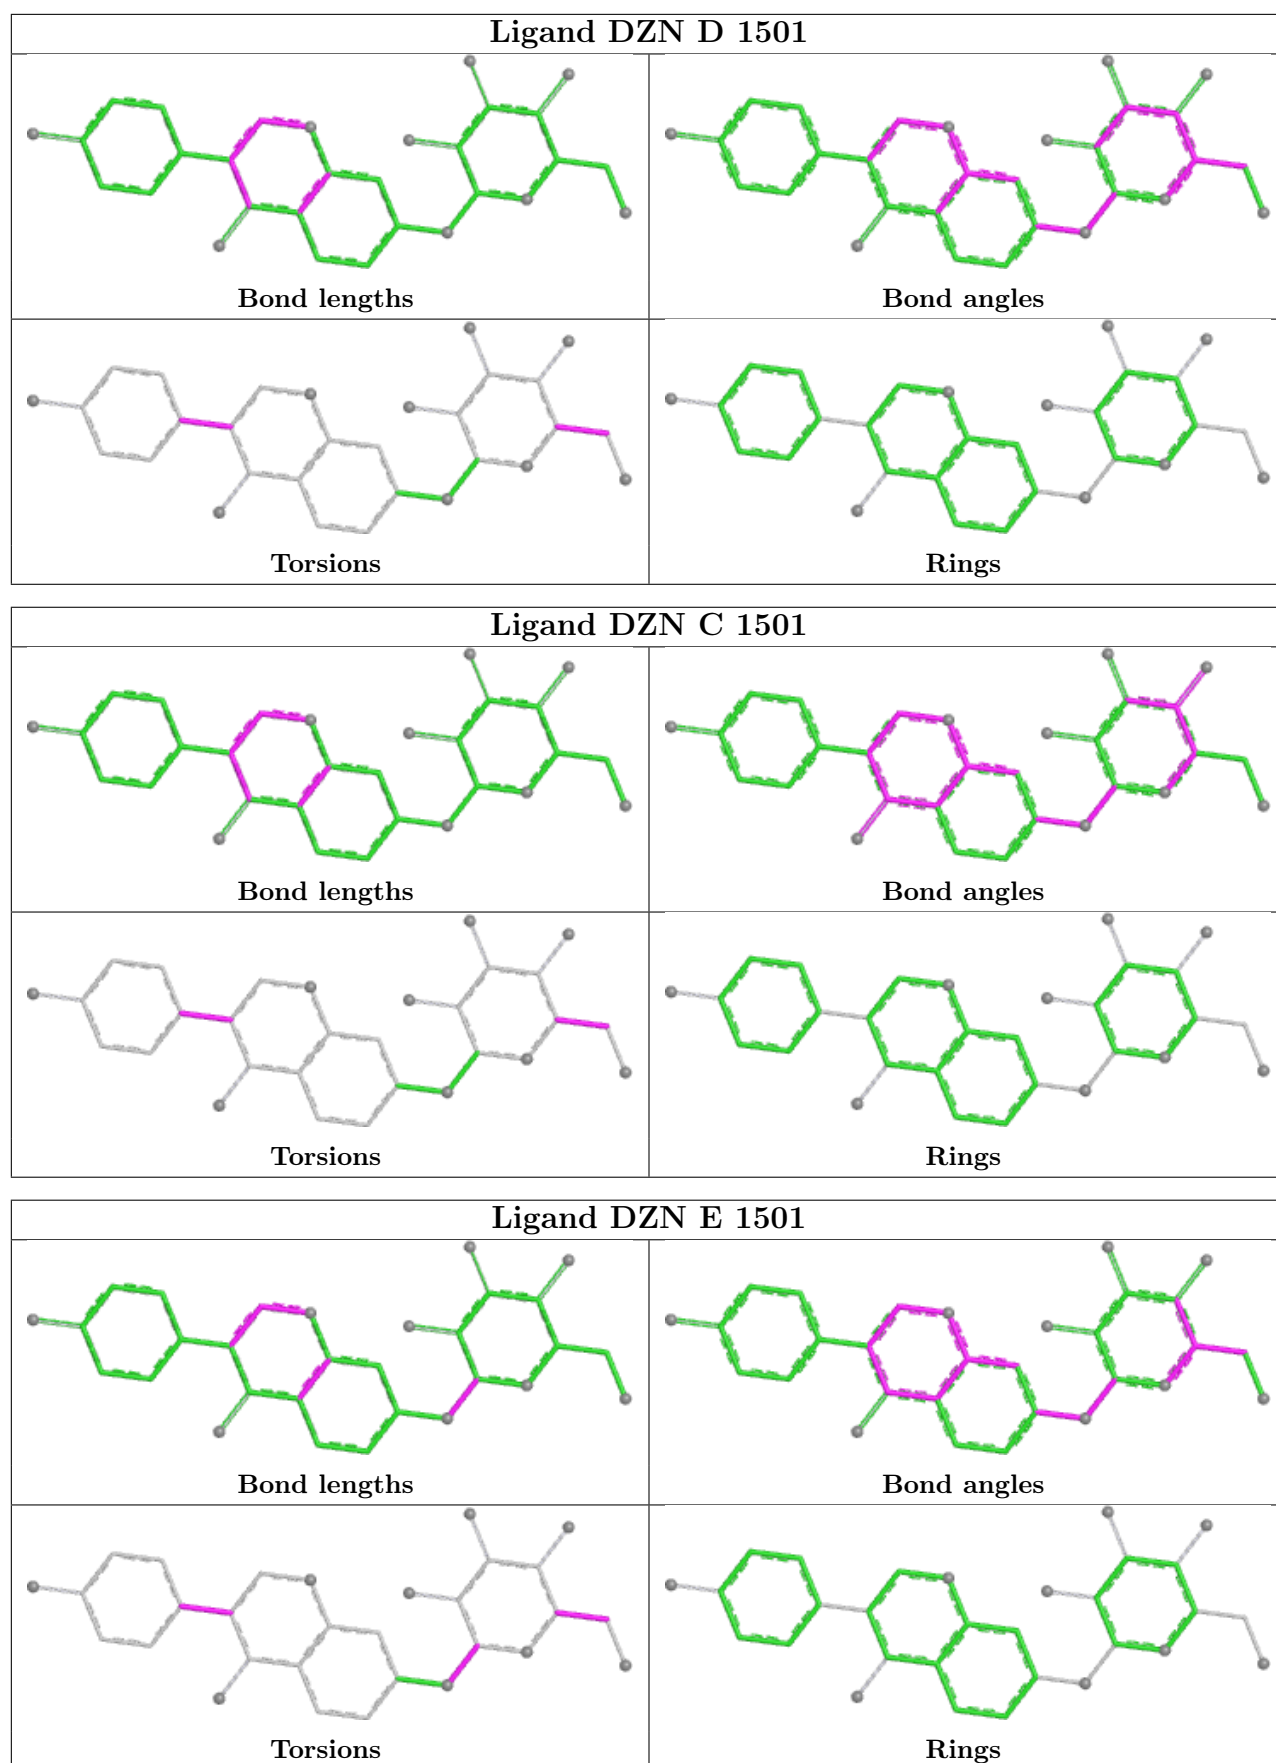 Ligand DZN D 1501
Bond lengths
Bond angles
Torsions
Rings
Ligand DZN C 1501
Bond lengths
Bond angles
Torsions
Rings
Ligand DZN E 1501
Bond lengths
Bond angles
Torsions
Rings